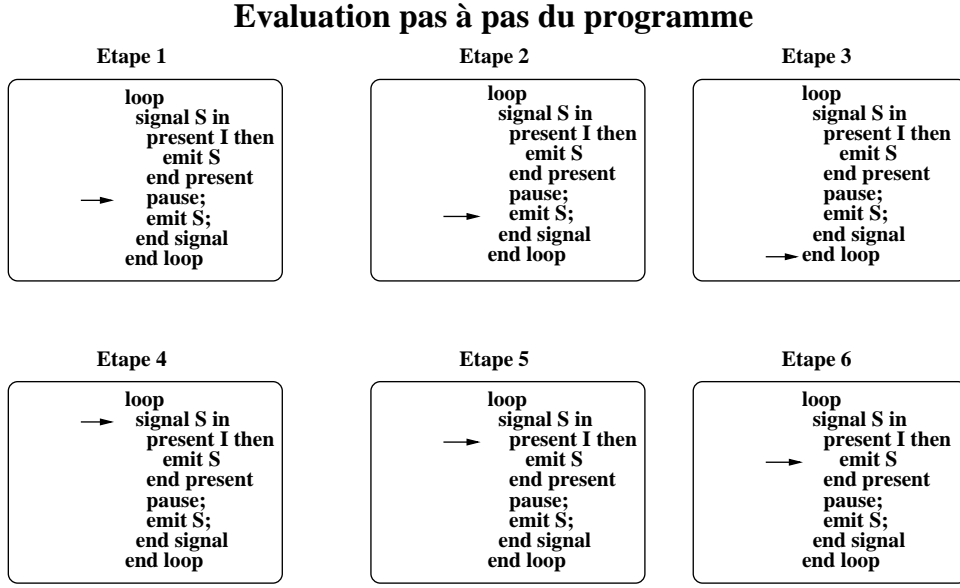 Evaluation pas à pas du programme
Etape 1
loop
signal S in
present I then
emit S
end present
pause;
emit S;
end signal
end loop
Etape 2
loop
signal S in
present I then
emit S
end present
pause;
emit S;
end signal
end loop
Etape 3
loop
signal S in
present I then
emit S
end present
pause;
emit S;
end signal
end loop
Etape 4
loop
signal S in
present I then
emit S
end present
pause;
emit S;
end signal
end loop
Etape 5
loop
signal S in
present I then
emit S
end present
pause;
emit S;
end signal
end loop
Etape 6
loop
signal S in
present I then
emit S
end present
pause;
emit S;
end signal
end loop